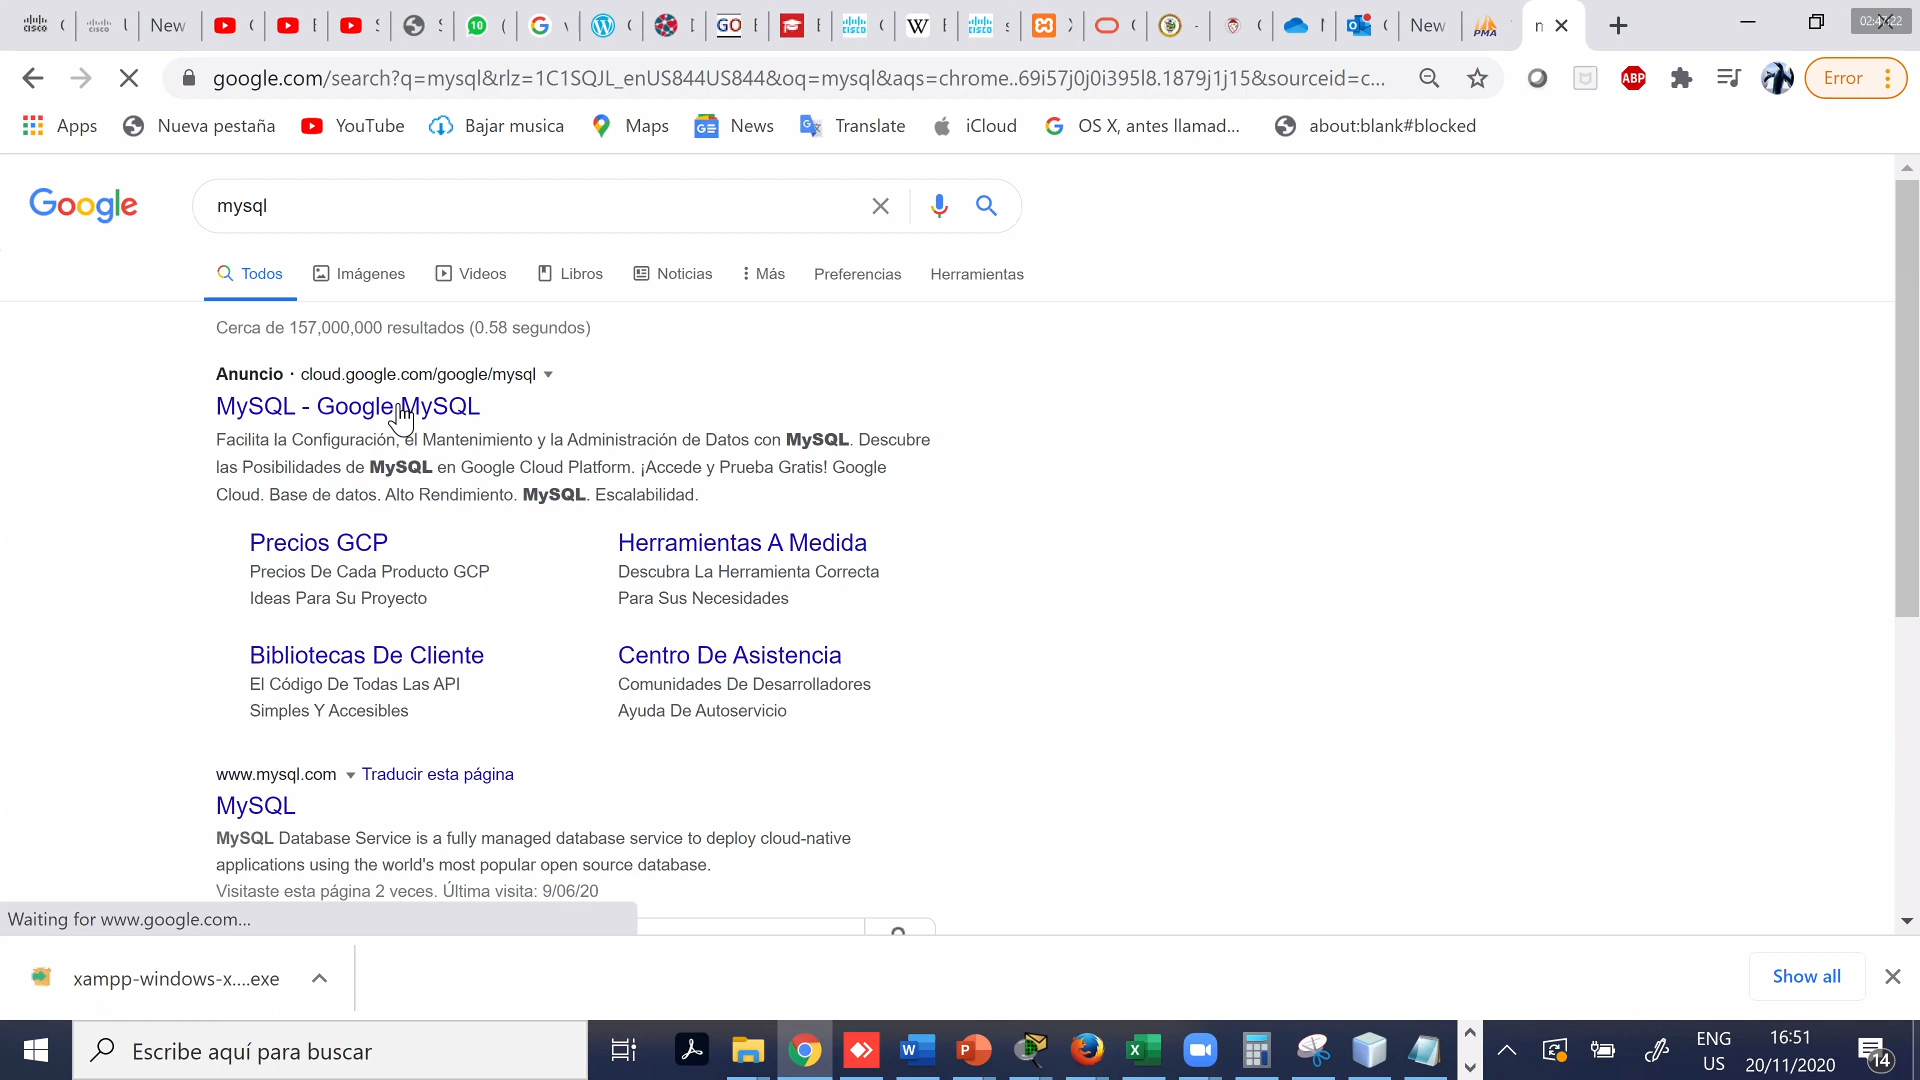 New
GO
W
New
PMA
n
02:47:22
google.com/search?q=mysql&rlz=1C1SQJL_enUS844US844&oq=mysql&aqs=chrome..69i57j0j0i395l8.1879j1j15&sourceid=c...
ABP
Error
Apps
Nueva pestaña
YouTube
Bajar musica
Maps
News
Translate
iCloud
OS X, antes llamad...
about:blank#blocked
Google
mysql
Todos
Imágenes
Videos
Libros
Noticias
Más
Preferencias
Herramientas
Cerca de 157,000,000 resultados (0.58 segundos)
Anuncio · cloud.google.com/google/mysql
MySQL - Google MySQL
Facilita la Configuración, el Mantenimiento y la Administración de Datos con MySQL. Descubre
las Posibilidades de MySQL en Google Cloud Platform. ¡Accede y Prueba Gratis! Google
Cloud. Base de datos. Alto Rendimiento. MySQL. Escalabilidad.
Precios GCP
Precios De Cada Producto GCP
Ideas Para Su Proyecto
Herramientas A Medida
Descubra La Herramienta Correcta
Para Sus Necesidades
Bibliotecas De Cliente
El Código De Todas Las API
Simples Y Accesibles
Centro De Asistencia
Comunidades De Desarrolladores
Ayuda De Autoservicio
www.mysql.com
Traducir esta página
MySQL
MySQL Database Service is a fully managed database service to deploy cloud-native
applications using the world's most popular open source database.
Visitaste esta página 2 veces. Última visita: 9/06/20
Waiting for www.google.com...
xampp-windows-x....exe
Show all
Escribe aquí para buscar
ENG
US
16:51
20/11/2020
14